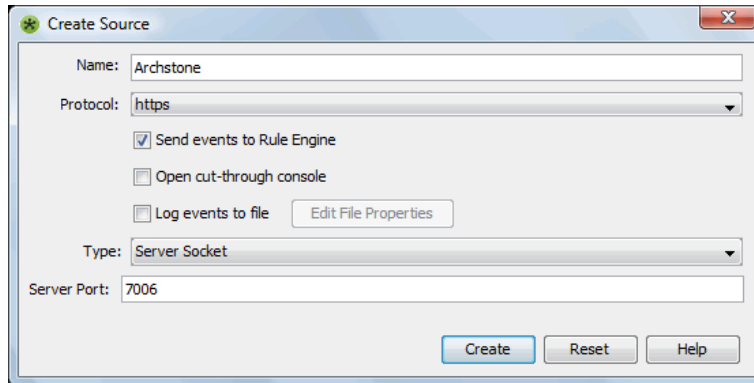 Create Source
Name: Archstone
Protocol: https
Send events to Rule Engine
Open cut-through console
Log events to file Edit File Properties
Type: Server Socket
Server Port: 7006
Create Reset Help